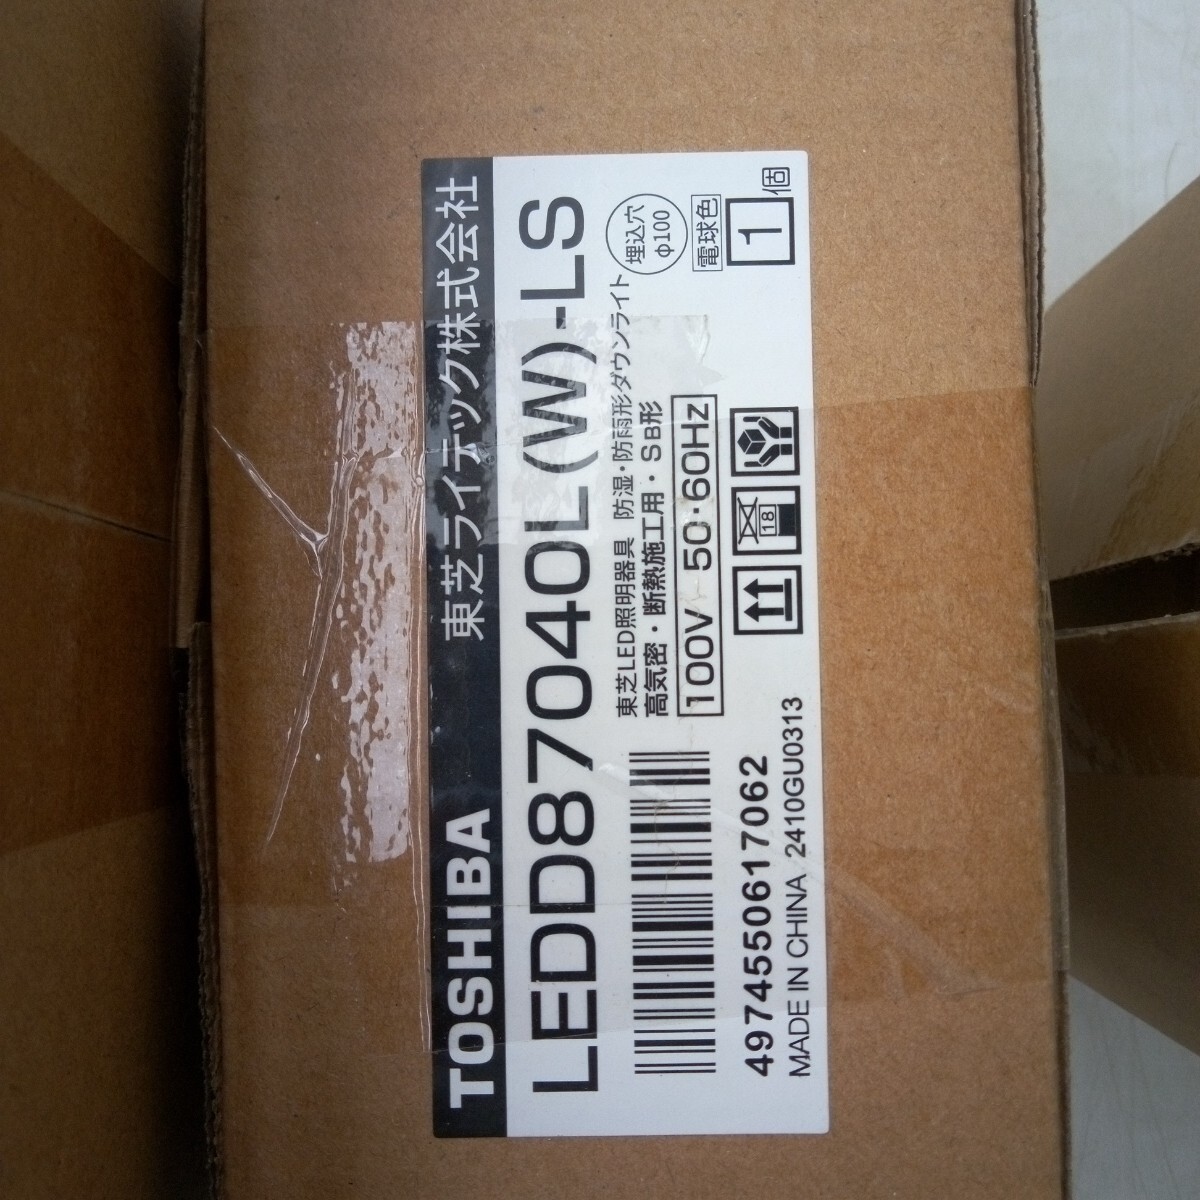 TOSHIBA 東芝ライテック株式会社
LEDD87040L(W)-LS
東芝LED照明器具 防湿・防雨形ダウンライト
高気密・断熱施工用・SB形
100V 50・60Hz
埋込穴
φ100
電球色
1個
18
4974550617062
MADE IN CHINA 2410GU0313